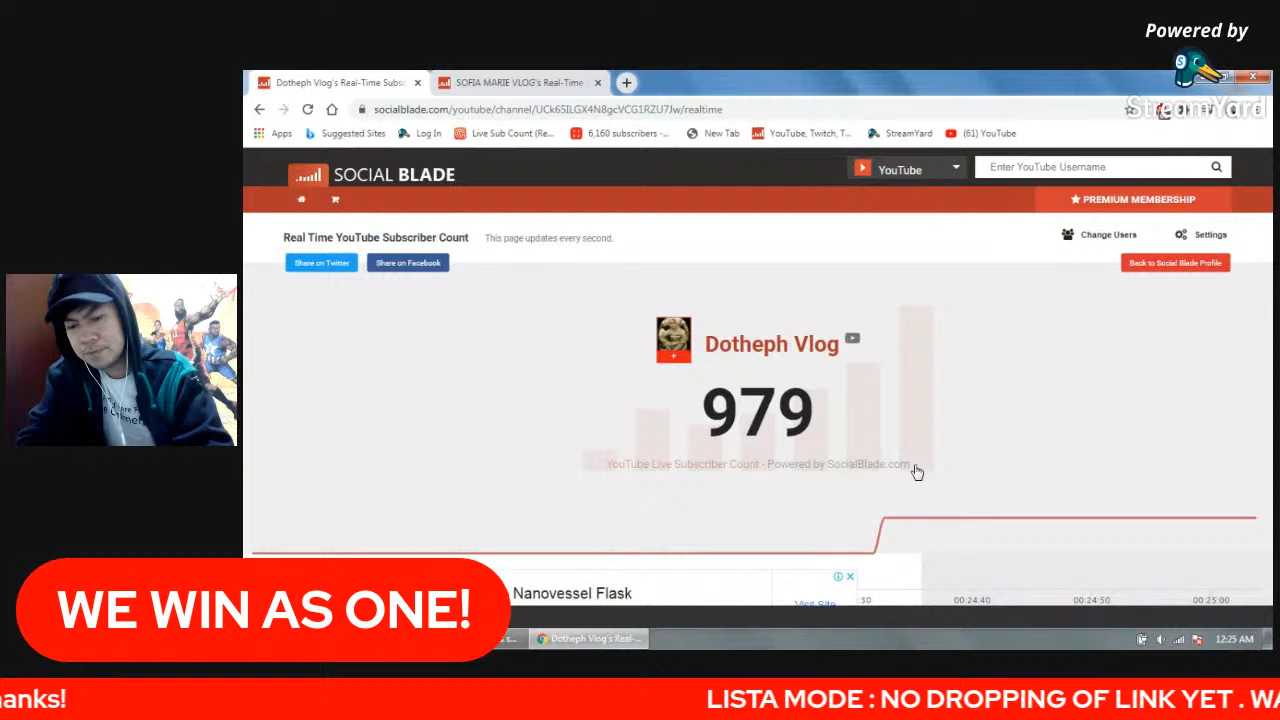 Powered by
StreamYard
Dotheph Vlog's Real-Time Subsc
SOFIA MARIE VLOG's Real-Time
socialblade.com/youtube/channel/UCk65ILGX4N8gcVCG1RZU7Jw/realtime
Apps
Suggested Sites
Log In
Live Sub Count (Re...
6,160 subscribers -...
New Tab
YouTube, Twitch, T...
StreamYard
(61) YouTube
SOCIAL BLADE
YouTube
Enter YouTube Username
PREMIUM MEMBERSHIP
Real Time YouTube Subscriber Count
This page updates every second.
Change Users
Settings
Share on Twitter
Share on Facebook
Back to Social Blade Profile
Dotheph Vlog
979
YouTube Live Subscriber Count - Powered by SocialBlade.com
Nanovessel Flask
Visit Site
:30
00:24:40
00:24:50
00:25:00
WE WIN AS ONE!
s...
Dotheph Vlog's Real-...
12:25 AM
hanks!
LISTA MODE : NO DROPPING OF LINK YET . WA